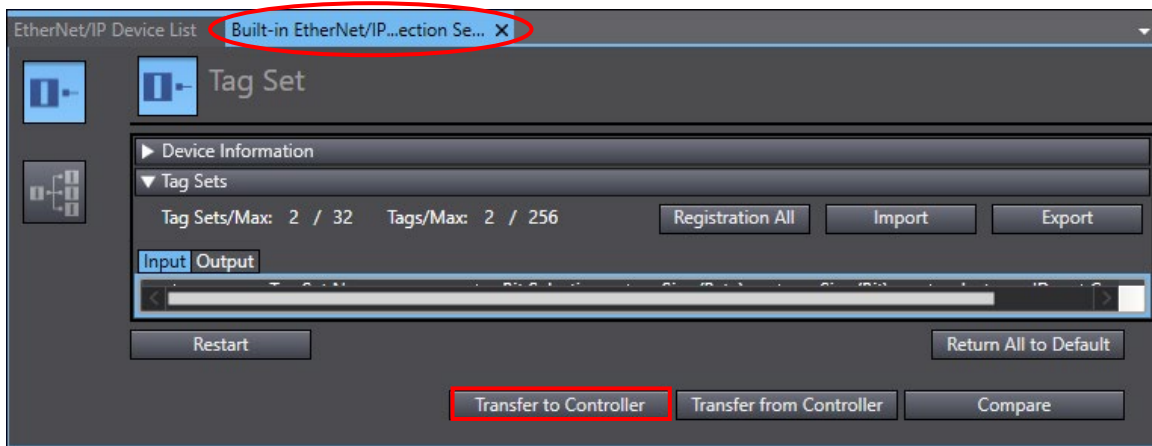 EtherNet/IP Device List Built-in EtherNet/IP...ection Se... X
Tag Set
Device Information
Tag Sets
Tag Sets/Max: 2 / 32 Tags/Max: 2 / 256 Registration All Import Export
Input Output
Restart Return All to Default
Transfer to Controller Transfer from Controller Compare